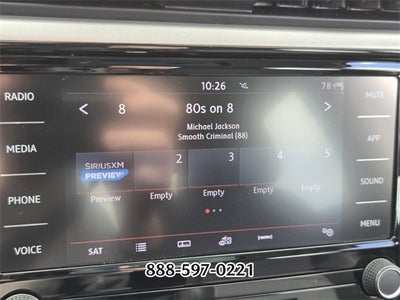 10:26 78°F
RADIO
MEDIA
PHONE
VOICE
8 80s on 8
Michael Jackson
Smooth Criminal (88)
SIRIUSXM
PREVIEW
2 3 4 5
Preview Empty Empty Empty Empty
SAT
MUTE
APP
SOUND
MENU
888-597-0221